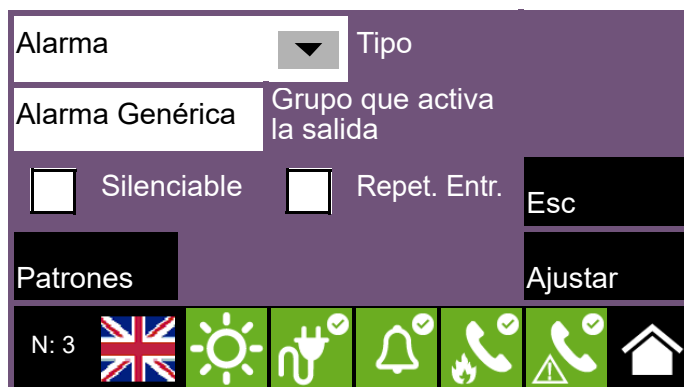 Alarma
Tipo
Alarma Genérica
Grupo que activa
la salida
Silenciable
Repet. Entr.
Esc
Patrones
Ajustar
N: 3